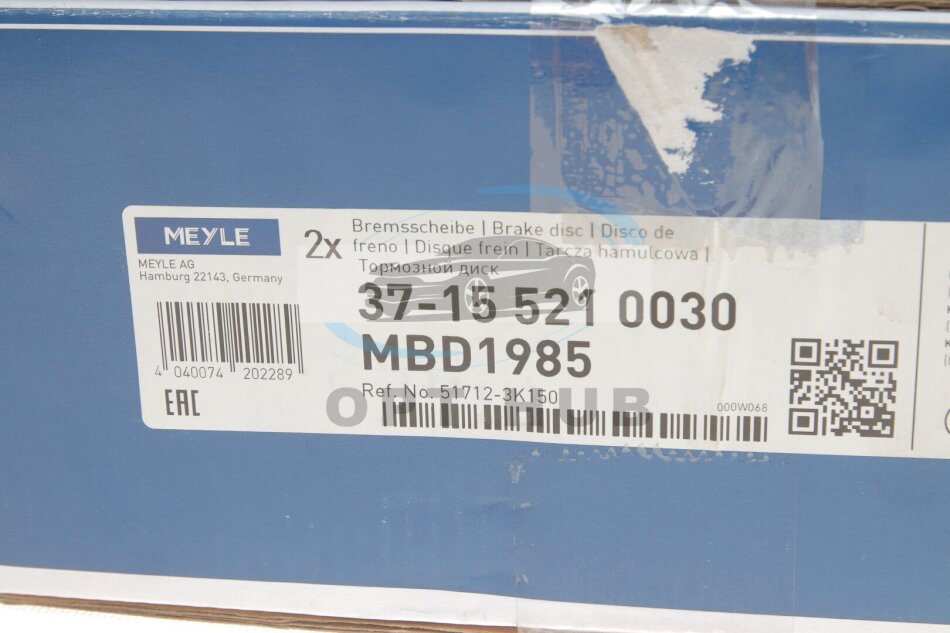 MEYLE
MEYLE AG
Hamburg 22143, Germany
4 040074 202289
EAC
2x
Bremsscheibe | Brake disc | Disco de
freno | Disque frein | Tarcza hamulcowa |
Тормозной диск
37-15 521 0030
MBD1985
Ref. No. 51712-3K150
000W068